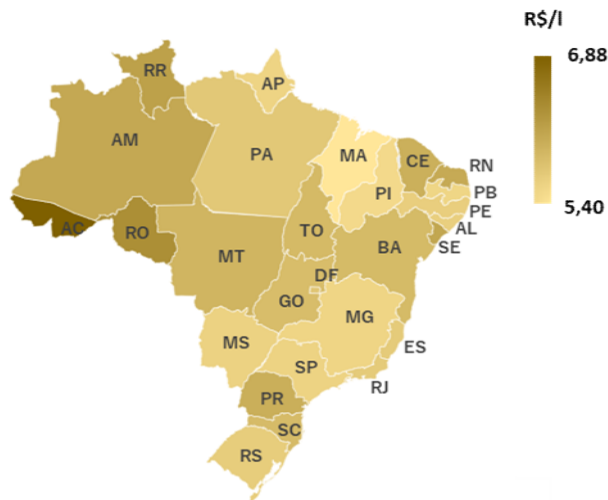 R$/l
6,88
5,40
RR
AP
AM
PA
MA
CE
RN
PI
PB
PE
AL
SE
AC
RO
TO
BA
MT
DF
GO
MG
MS
ES
SP
RJ
PR
SC
RS